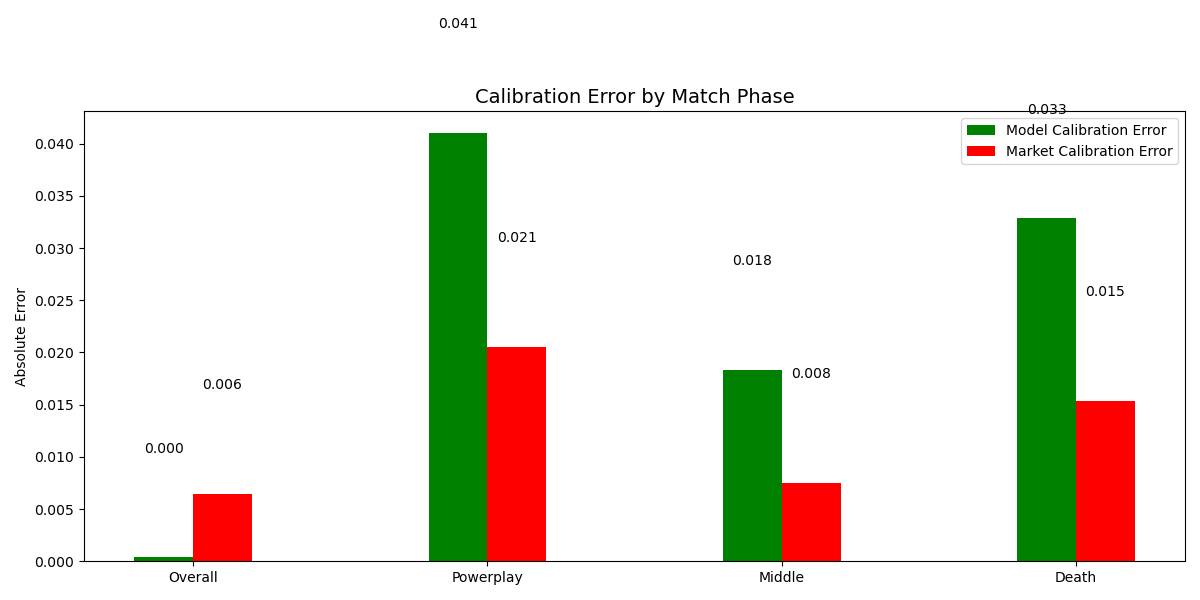 0.041
Calibration Error by Match Phase
0.033
Model Calibration Error
Market Calibration Error
0.040
0.035
0.030
0.025
0.020
0.015
0.010
0.005
0.000
Absolute Error
0.000
0.006
0.021
0.018
0.008
0.015
Overall
Powerplay
Middle
Death